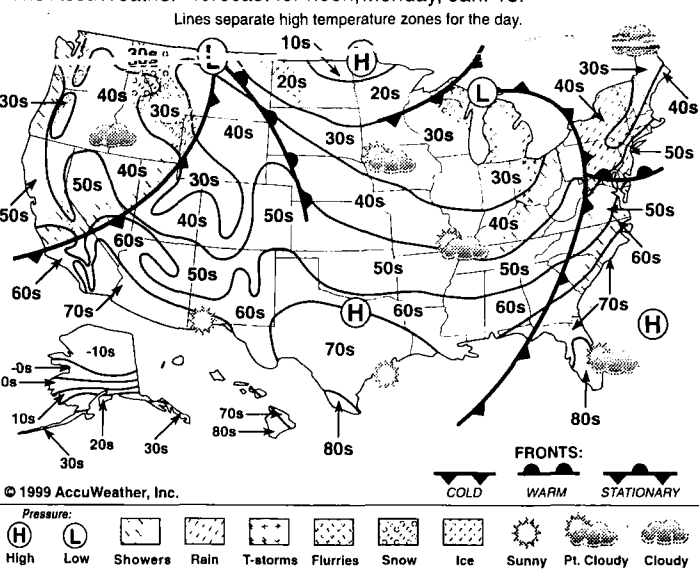 Lines separate high temperature zones for the day.
10s
H
30s
L
20s
20s
30s
40s
30s
40s
40s
30s
L
30s
40s
30s
40s
50s
40s
50s
30s
40s
30s
50s
40s
40s
50s
50s
60s
50s
50s
50s
60s
60s
70s
60s
H
60s
70s
H
70s
-10s
-0s
0s
10s
20s
30s
30s
70s
80s
80s
80s
FRONTS:
COLD WARM STATIONARY
© 1999 AccuWeather, Inc.
Pressure:
H L
High Low Showers Rain T-storms Flurries Snow Ice Sunny Pt. Cloudy Cloudy